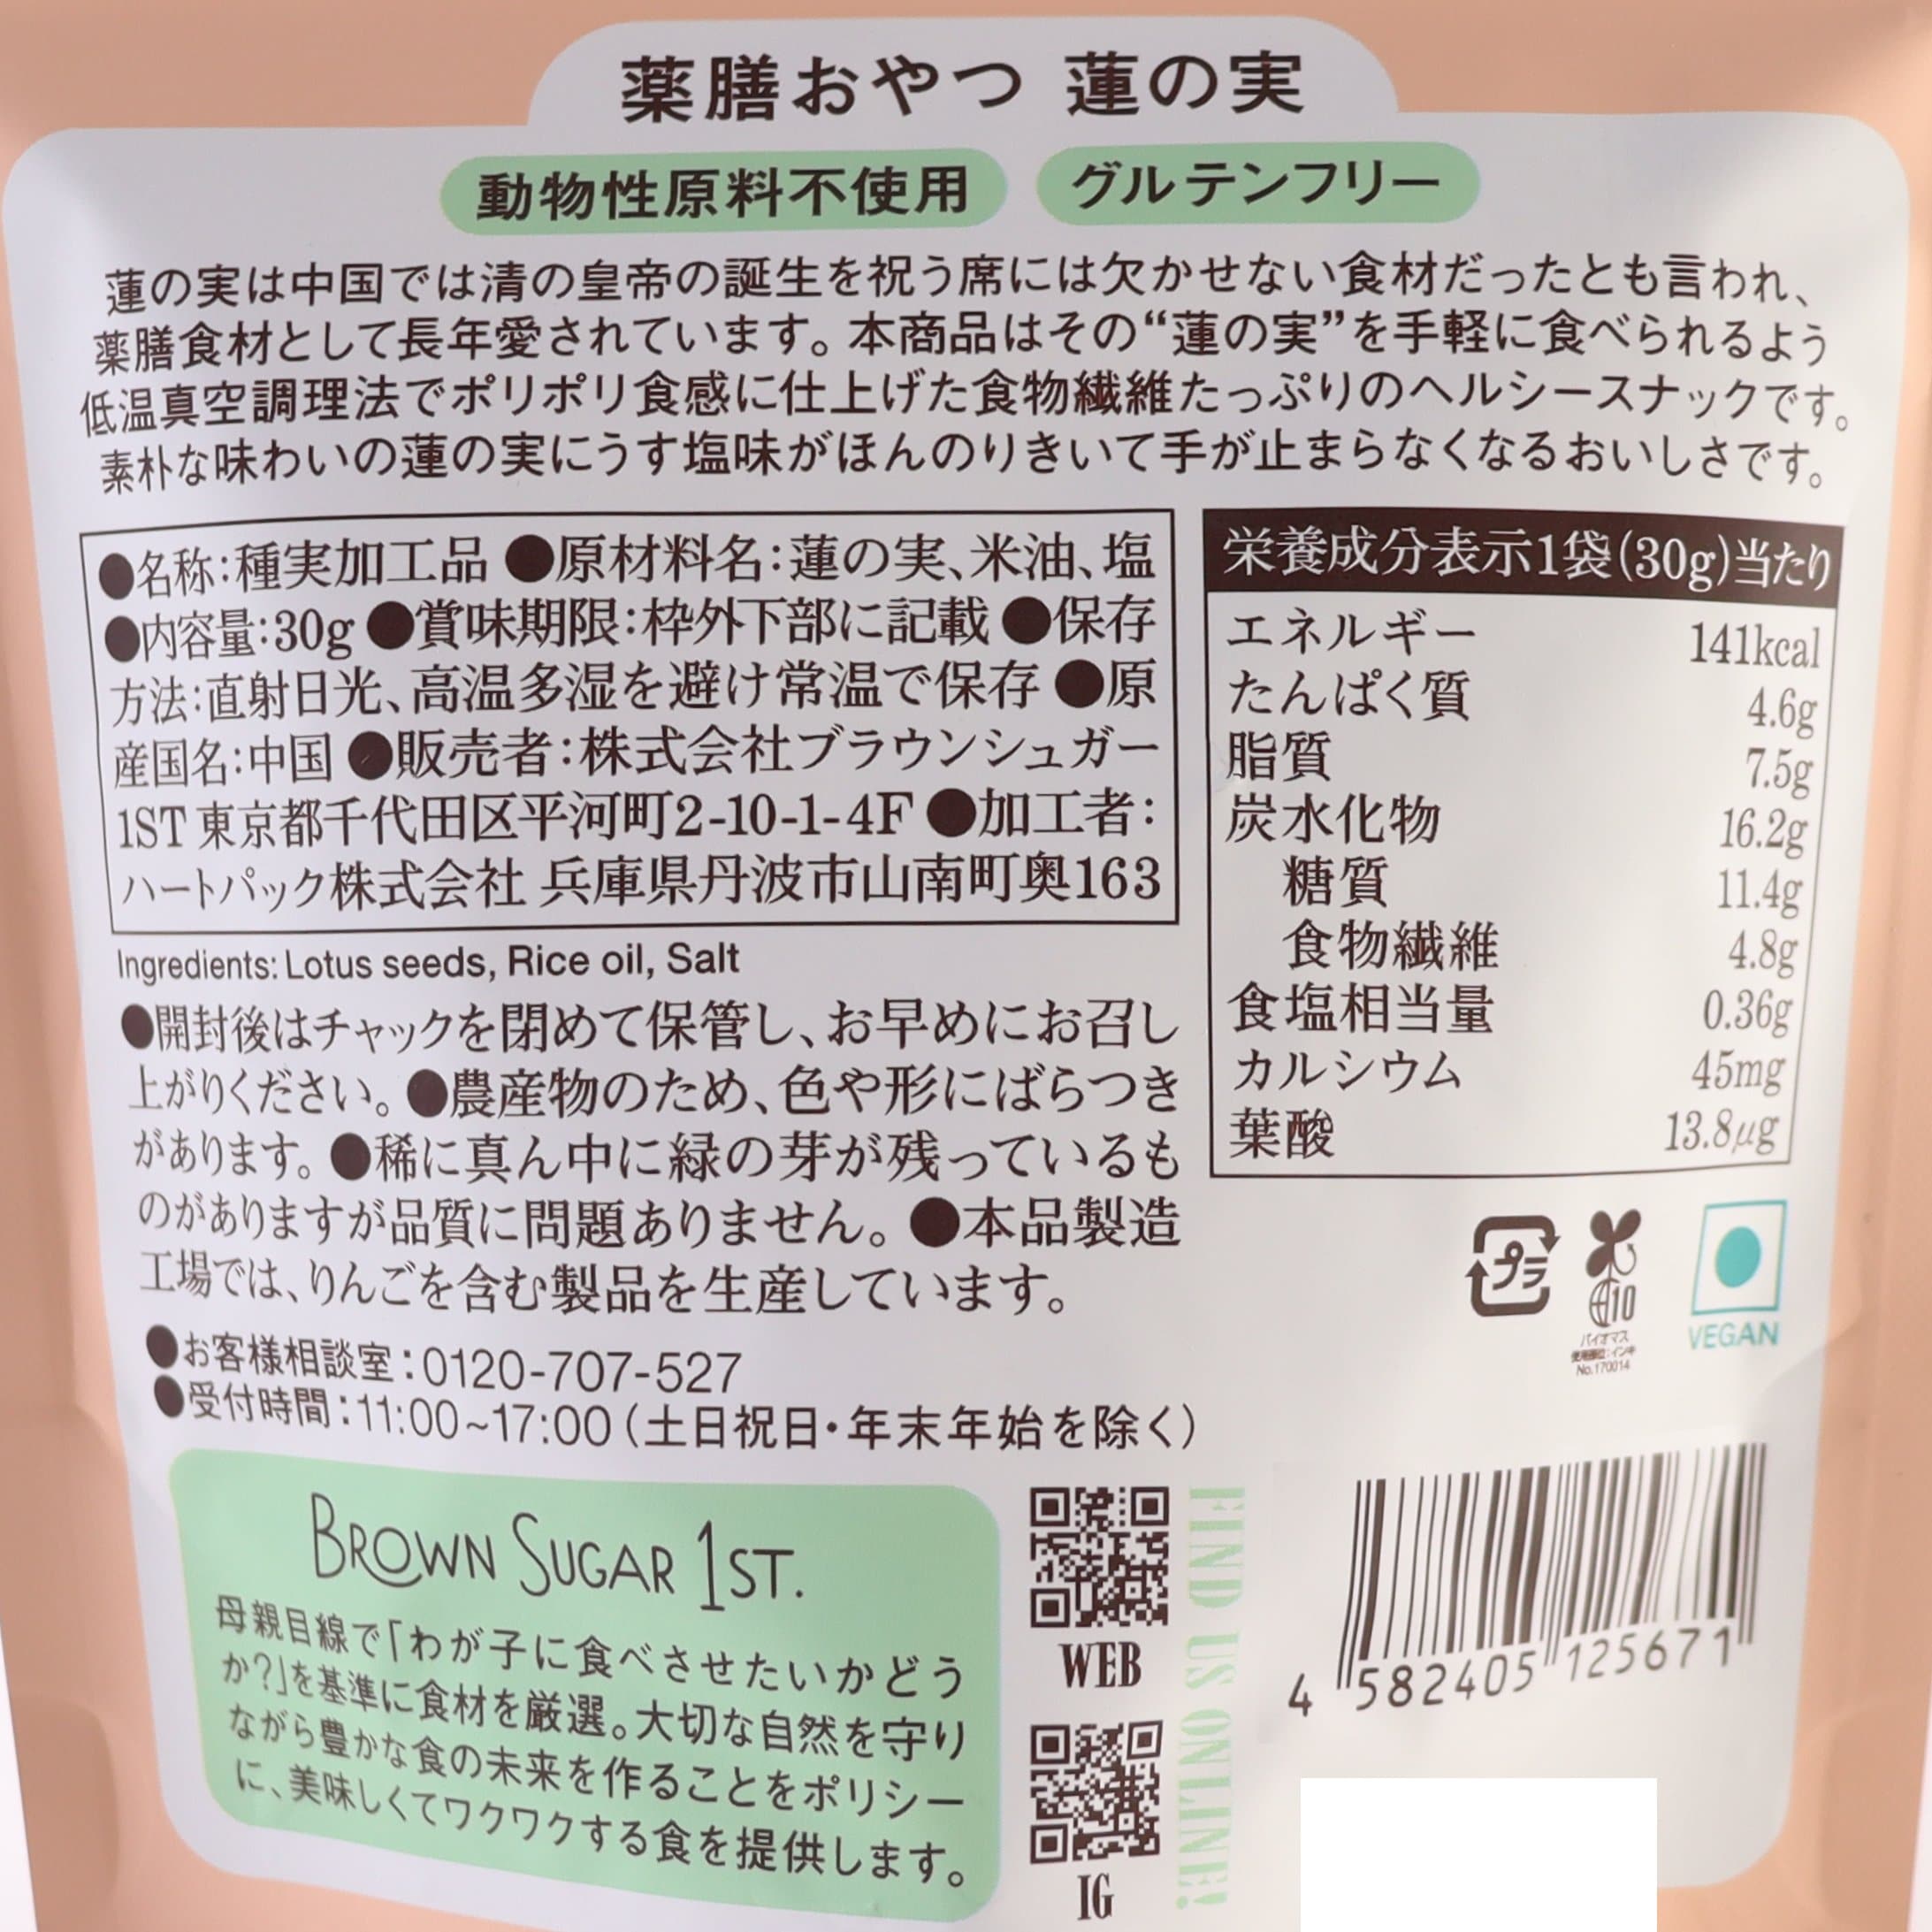 薬膳おやつ 蓮の実
動物性原料不使用 グルテンフリー
蓮の実は中国では清の皇帝の誕生を祝う席には欠かせない食材だったとも言われ、
薬膳食材として長年愛されています。本商品はその“蓮の実”を手軽に食べられるよう
低温真空調理法でポリポリ食感に仕上げた食物繊維たっぷりのヘルシースナックです。
素朴な味わいの蓮の実にうす塩味がほんのりきいて手が止まらなくなるおいしさです。
●名称:種実加工品 ●原材料名:蓮の実、米油、塩
●内容量:30g ●賞味期限:枠外下部に記載 ●保存
方法:直射日光、高温多湿を避け常温で保存 ●原
産国名:中国 ●販売者:株式会社ブラウンシュガー
1ST 東京都千代田区平河町2-10-1-4F ●加工者:
ハートパック株式会社 兵庫県丹波市山南町奥163
Ingredients: Lotus seeds, Rice oil, Salt
●開封後はチャックを閉めて保管し、お早めにお召し
上がりください。●農産物のため、色や形にばらつき
があります。●稀に真ん中に緑の芽が残っているも
のがありますが品質に問題ありません。●本品製造
工場では、りんごを含む製品を生産しています。
●お客様相談室:0120-707-527
●受付時間:11:00~17:00(土日祝日・年末年始を除く)
栄養成分表示1袋(30g)当たり
エネルギー 141kcal
たんぱく質 4.6g
脂質 7.5g
炭水化物 16.2g
糖質 11.4g
食物繊維 4.8g
食塩相当量 0.36g
カルシウム 45mg
葉酸 13.8μg
プラ
10
バイオマス
使用部位:インキ
No.170014
VEGAN
BROWN SUGAR 1ST.
母親目線で「わが子に食べさせたいかどう
か?」を基準に食材を厳選。大切な自然を守り
ながら豊かな食の未来を作ることをポリシー
に、美味しくてワクワクする食を提供します。
WEB
IG
FIND US ONLINE!
4 582405 125671